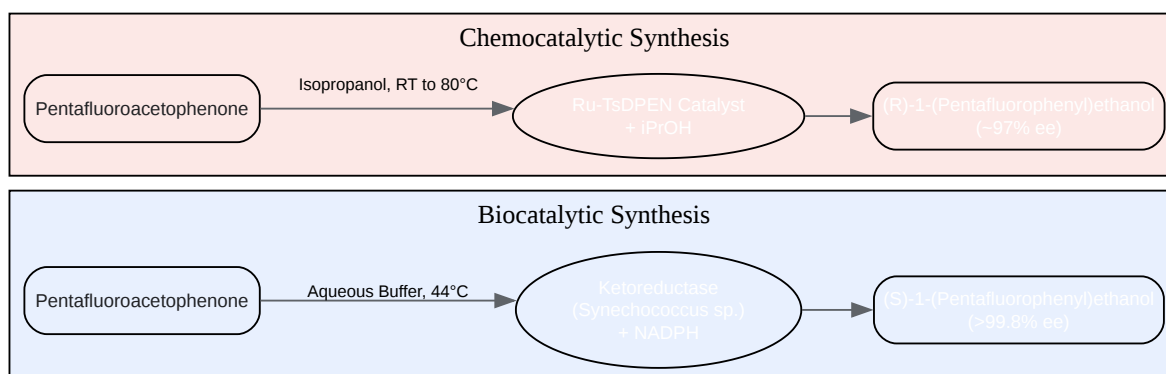 Chemocatalytic Synthesis
Isopropanol, RT to 80°C
Pentafluoroacetophenone
Ru-TsDPEN Catalyst
+ iPrOH
(R)-1-(Pentafluorophenyl)ethanol
(~97% ee)
Biocatalytic Synthesis
Pentafluoroacetophenone
Aqueous Buffer, 44°C
Ketoreductase
(Synechococcus sp.)
+ NADPH
(S)-1-(Pentafluorophenyl)ethanol
(>99.8% ee)